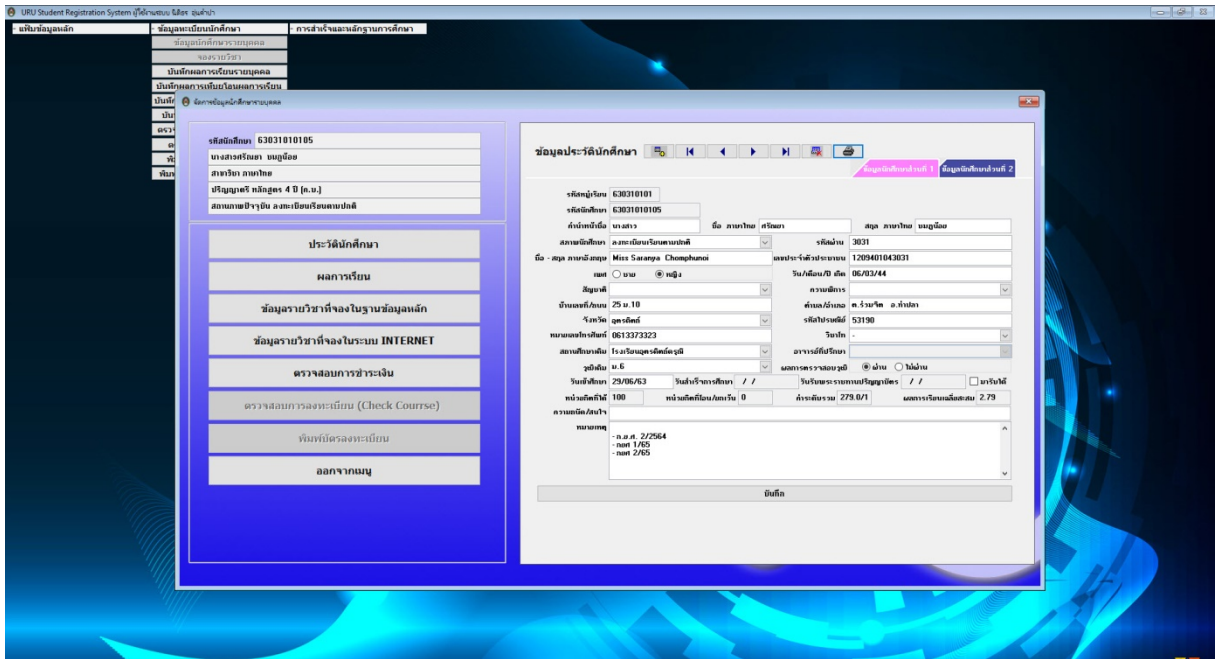 URU Student Registration System ผู้ใช้งานระบบ นิสิตร อุ่นคำปา
- แฟ้มข้อมูลหลัก - ข้อมูลทะเบียนนักศึกษา - การสำเร็จและหลักฐานการศึกษา
ข้อมูลนักศึกษารายบุคคล
จองรายวิชา
บันทึกผลการเรียนรายบุคคล
บันทึกผลการเทียบโอนผลการเรียน
จัดการข้อมูลนักศึกษารายบุคคล
รหัสนักศึกษา 63031010105
นางสาวศรัณยา ชมภูน้อย
สาขาวิชา ภาษาไทย
ปริญญาตรี หลักสูตร 4 ปี (ค.บ.)
สถานภาพปัจจุบัน ลงทะเบียนเรียนตามปกติ
ประวัตินักศึกษา
ผลการเรียน
ข้อมูลรายวิชาที่จองในฐานข้อมูลหลัก
ข้อมูลรายวิชาที่จองในระบบ INTERNET
ตรวจสอบการชำระเงิน
ตรวจสอบการลงทะเบียน (Check Courrse)
พิมพ์บัตรลงทะเบียน
ออกจากเมนู
ข้อมูลประวัตินักศึกษา
ข้อมูลนักศึกษาส่วนที่ 1 ข้อมูลนักศึกษาส่วนที่ 2
รหัสหมู่เรียน 630310101
รหัสนักศึกษา 63031010105
คำนำหน้าชื่อ นางสาว ชื่อ ภาษาไทย ศรัณยา สกุล ภาษาไทย ชมภูน้อย
สภาพนักศึกษา ลงทะเบียนเรียนตามปกติ รหัสผ่าน 3031
ชื่อ - สกุล ภาษาอังกฤษ Miss Saranya Chomphunoi เลขประจำตัวประชาชน 1209401043031
เพศ ชาย หญิง วัน/เดือน/ปี เกิด 06/03/44
สัญชาติ ความพิการ
บ้านเลขที่/ถนน 25 ม.10 ตำบล/อำเภอ ต.ร่วมจิต อ.ท่าปลา
จังหวัด อุตรดิตถ์ รหัสไปรษณีย์ 53190
หมายเลขโทรศัพท์ 0613373323 วิชาโท -
สถานศึกษาเดิม โรงเรียนอุตรดิตถ์ดรุณี อาจารย์ที่ปรึกษา
วุฒิเดิม ม.6 ผลการตรวจสอบวุฒิ ผ่าน ไม่ผ่าน
วันเข้าศึกษา 29/06/63 วันสำเร็จการศึกษา / / วันรับพระราชทานปริญญาบัตร / / มารับได้
หน่วยกิตที่ได้ 100 หน่วยกิตที่โอน/ยกเว้น 0 ค่าระดับรวม 279.0/1 ผลการเรียนเฉลี่ยสะสม 2.79
ความถนัด/สนใจ
หมายเหตุ
- ก.ย.ศ. 2/2564
- กยศ 1/65
- กยศ 2/65
บันทึก